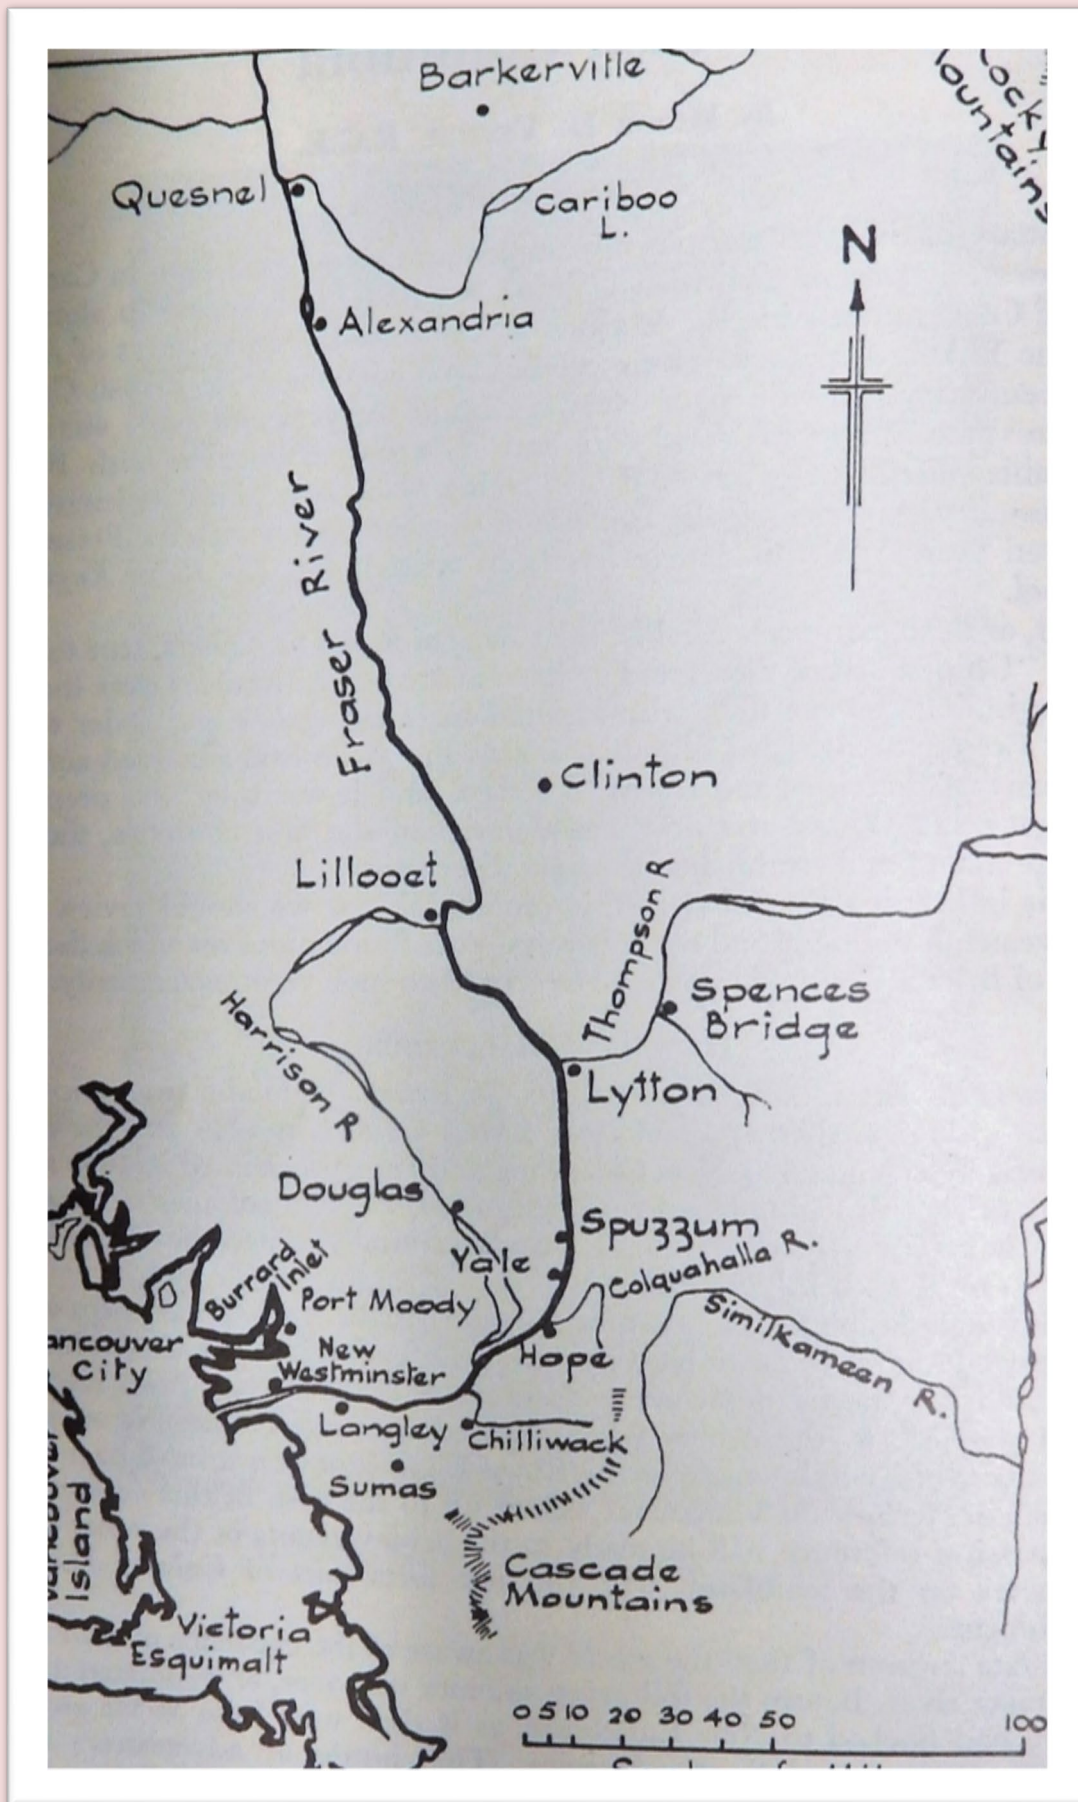 Barkerville
Rocky
Mountains
Quesnel
Cariboo
L.
N
Alexandria
Fraser River
Clinton
Lillooet
Thompson R
Spences
Bridge
Harrison R
Lytton
Douglas
Spuzzum
Yale
Colquahalla R.
Burrard
Inlet
Port Moody
Similkameen R.
ancouver
City
New
Westminster
Hope
Langley
Chilliwack
Sumas
Vancouver
Island
Cascade
Mountains
Victoria
Esquimalt
0 5 10 20 30 40 50 100